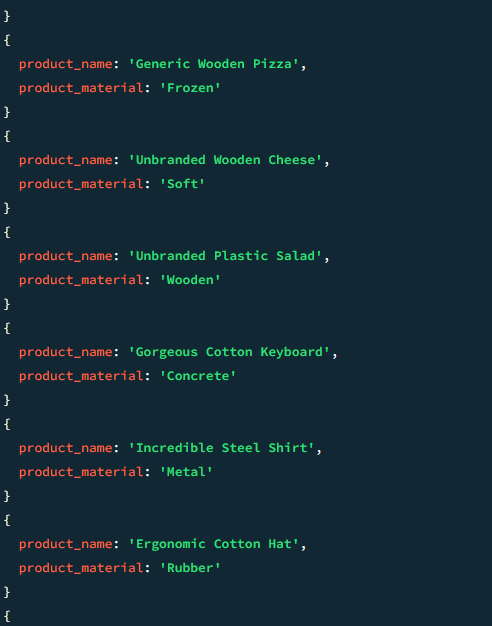 }
{
  product_name: 'Generic Wooden Pizza',
  product_material: 'Frozen'
}
{
  product_name: 'Unbranded Wooden Cheese',
  product_material: 'Soft'
}
{
  product_name: 'Unbranded Plastic Salad',
  product_material: 'Wooden'
}
{
  product_name: 'Gorgeous Cotton Keyboard',
  product_material: 'Concrete'
}
{
  product_name: 'Incredible Steel Shirt',
  product_material: 'Metal'
}
{
  product_name: 'Ergonomic Cotton Hat',
  product_material: 'Rubber'
}
{